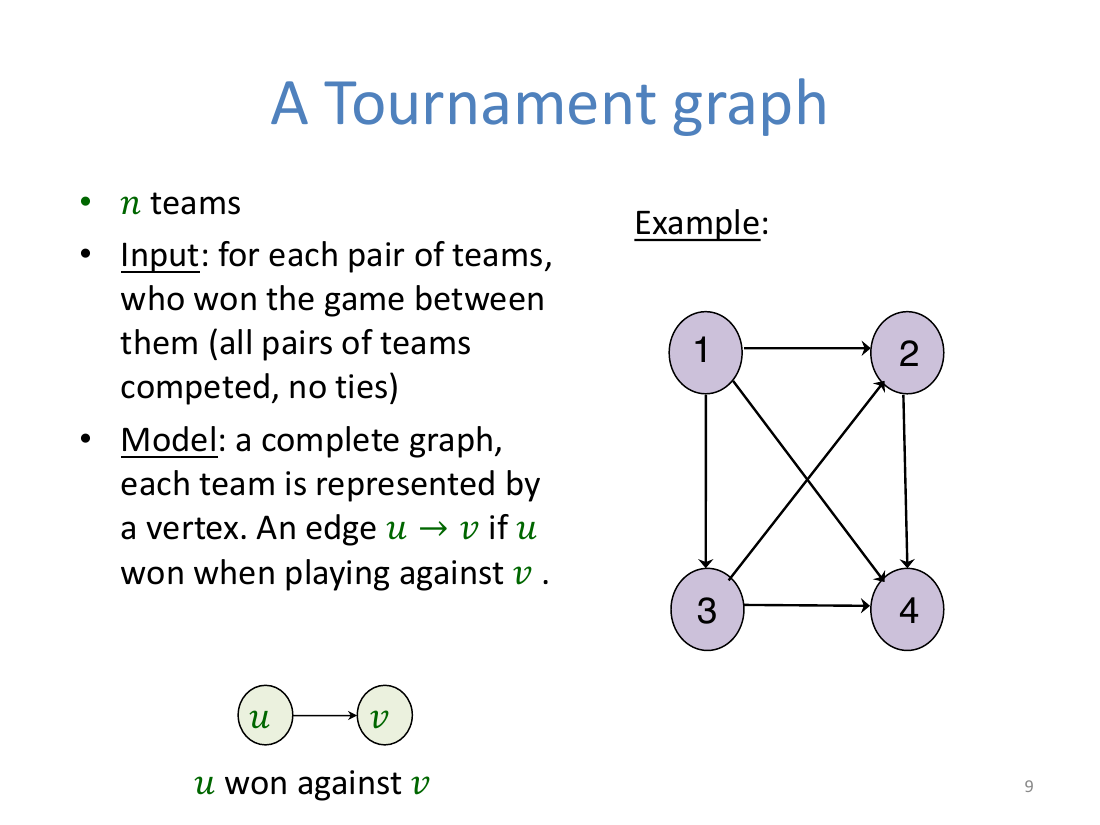 A Tournament graph
• n teams
• Input: for each pair of teams,
who won the game between
them (all pairs of teams
competed, no ties)
• Model: a complete graph,
each team is represented by
a vertex. An edge u → v if u
won when playing against v .
u v
u won against v
Example:
1 2
3 4
9